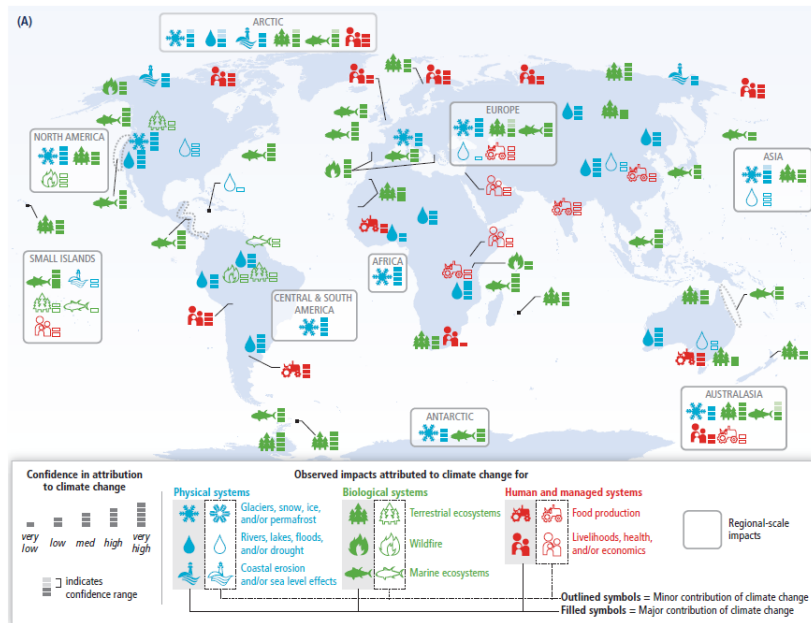 (A)
ARCTIC
NORTH AMERICA
EUROPE
ASIA
SMALL ISLANDS
AFRICA
CENTRAL & SOUTH
AMERICA
ANTARCTIC
AUSTRALASIA
Confidence in attribution
to climate change
very
low
low
med
high
very
high
indicates
confidence range
Observed impacts attributed to climate change for
Physical systems
Glaciers, snow, ice,
and/or permafrost
Rivers, lakes, floods,
and/or drought
Coastal erosion
and/or sea level effects
Biological systems
Terrestrial ecosystems
Wildfire
Marine ecosystems
Human and managed systems
Food production
Livelihoods, health,
and/or economics
Regional-scale
impacts
Outlined symbols = Minor contribution of climate change
Filled symbols = Major contribution of climate change